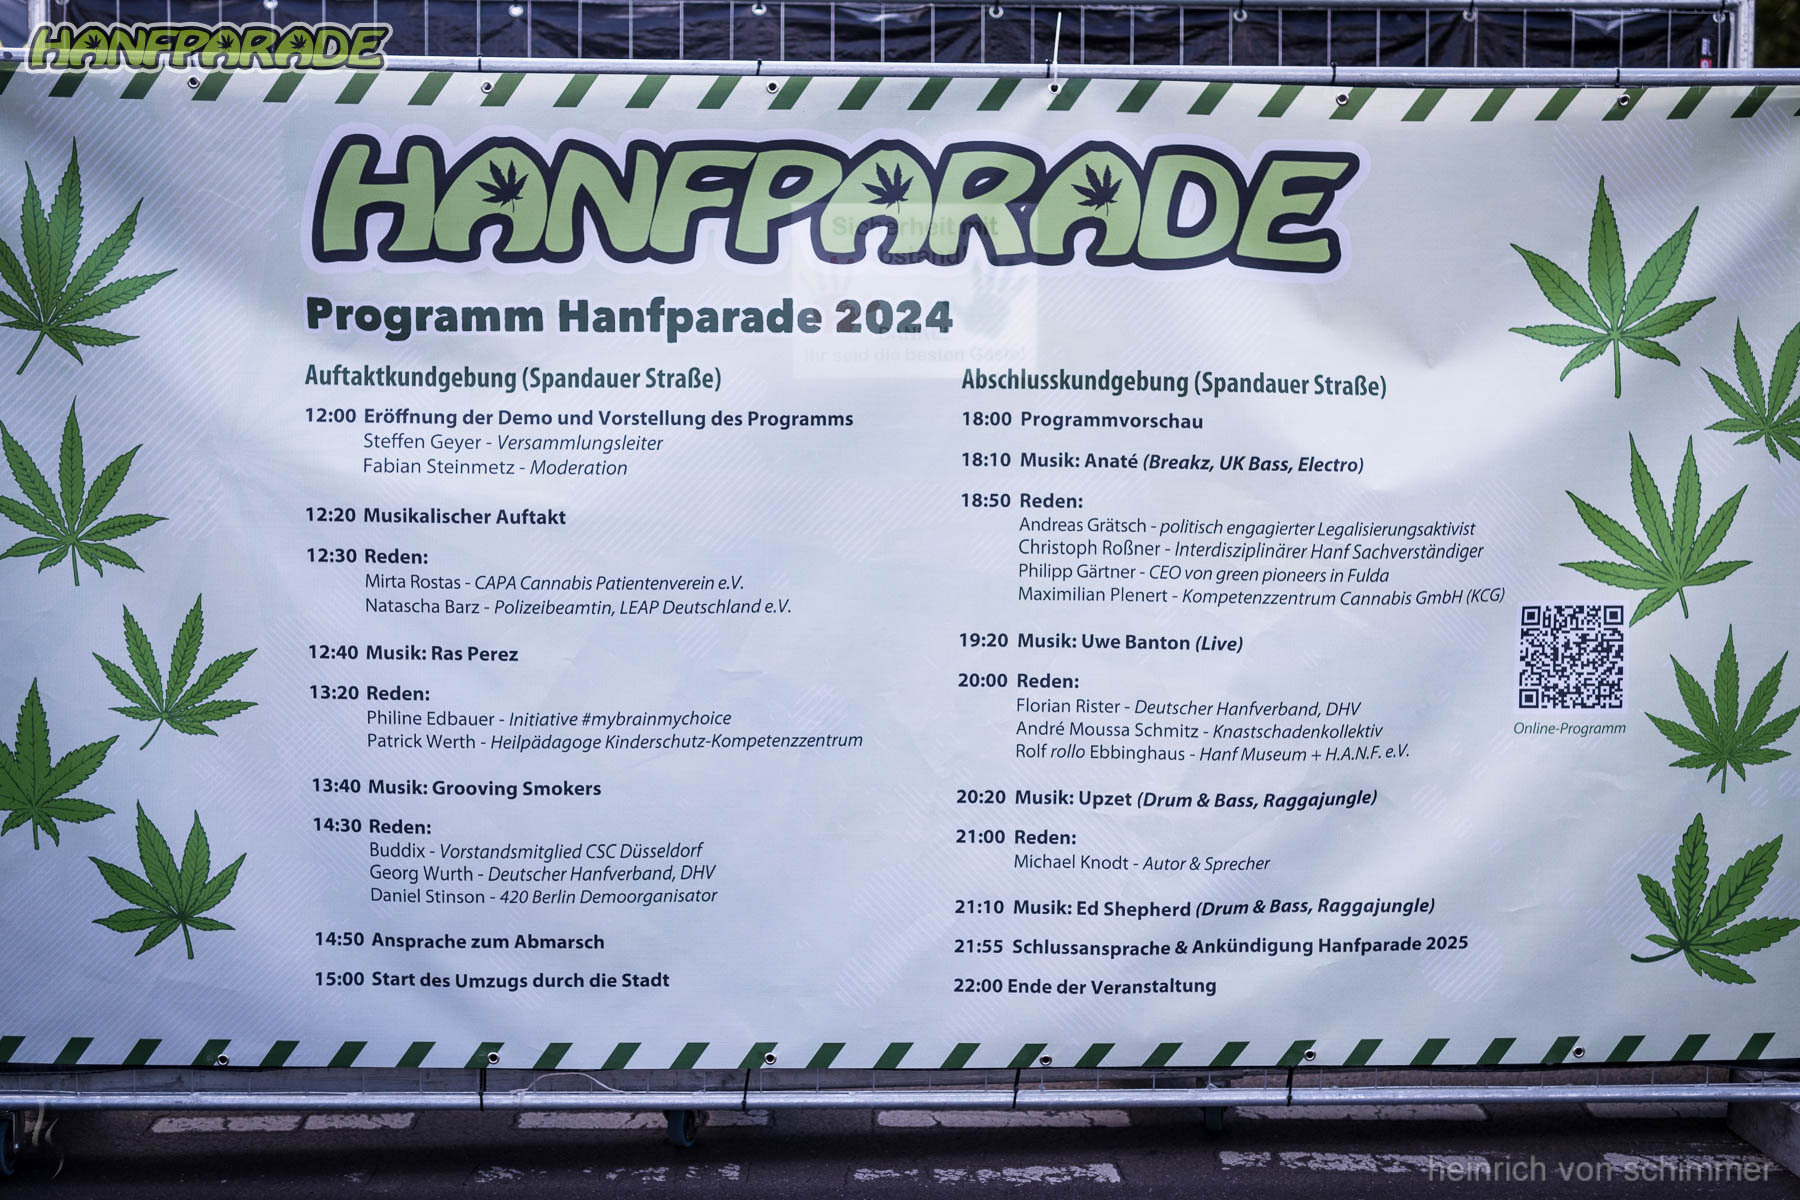 HANFPARADE
HANFPARADE
Sicherheit mit
Programm Hanfparade 2024
Ihr seid die besten Gäste!
Auftaktkundgebung (Spandauer Straße)
12:00 Eröffnung der Demo und Vorstellung des Programms
Steffen Geyer - Versammlungsleiter
Fabian Steinmetz - Moderation
12:20 Musikalischer Auftakt
12:30 Reden:
Mirta Rostas - CAPA Cannabis Patientenverein e.V.
Natascha Barz - Polizeibeamtin, LEAP Deutschland e.V.
12:40 Musik: Ras Perez
13:20 Reden:
Philine Edbauer - Initiative #mybrainmychoice
Patrick Werth - Heilpädagoge Kinderschutz-Kompetenzzentrum
13:40 Musik: Grooving Smokers
14:30 Reden:
Buddix - Vorstandsmitglied CSC Düsseldorf
Georg Wurth - Deutscher Hanfverband, DHV
Daniel Stinson - 420 Berlin Demoorganisator
14:50 Ansprache zum Abmarsch
15:00 Start des Umzugs durch die Stadt
Abschlusskundgebung (Spandauer Straße)
18:00 Programmvorschau
18:10 Musik: Anaté (Breakz, UK Bass, Electro)
18:50 Reden:
Andreas Grätsch - politisch engagierter Legalisierungsaktivist
Christoph Roßner - Interdisziplinärer Hanf Sachverständiger
Philipp Gärtner - CEO von green pioneers in Fulda
Maximilian Plenert - Kompetenzzentrum Cannabis GmbH (KCG)
19:20 Musik: Uwe Banton (Live)
20:00 Reden:
Florian Rister - Deutscher Hanfverband, DHV
André Moussa Schmitz - Knastschadenkollektiv
Rolf rollo Ebbinghaus - Hanf Museum + H.A.N.F. e.V.
20:20 Musik: Upzet (Drum & Bass, Raggajungle)
21:00 Reden:
Michael Knodt - Autor & Sprecher
21:10 Musik: Ed Shepherd (Drum & Bass, Raggajungle)
21:55 Schlussansprache & Ankündigung Hanfparade 2025
22:00 Ende der Veranstaltung
Online-Programm
heinrich von schimmer